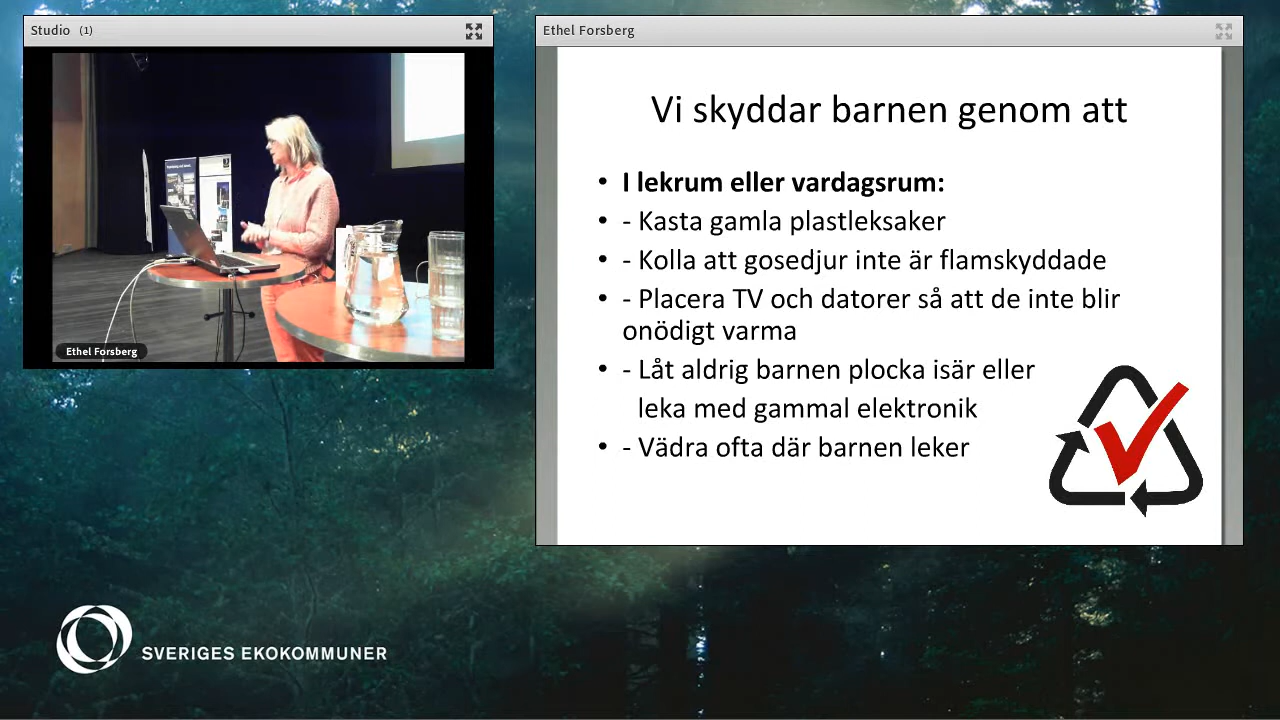 Studio (1)
Ethel Forsberg
Ethel Forsberg
Vi skyddar barnen genom att
• I lekrum eller vardagsrum:
• - Kasta gamla plastleksaker
• - Kolla att gosedjur inte är flamskyddade
• - Placera TV och datorer så att de inte blir
onödigt varma
• - Låt aldrig barnen plocka isär eller
leka med gammal elektronik
• - Vädra ofta där barnen leker
SVERIGES EKOKOMMUNER